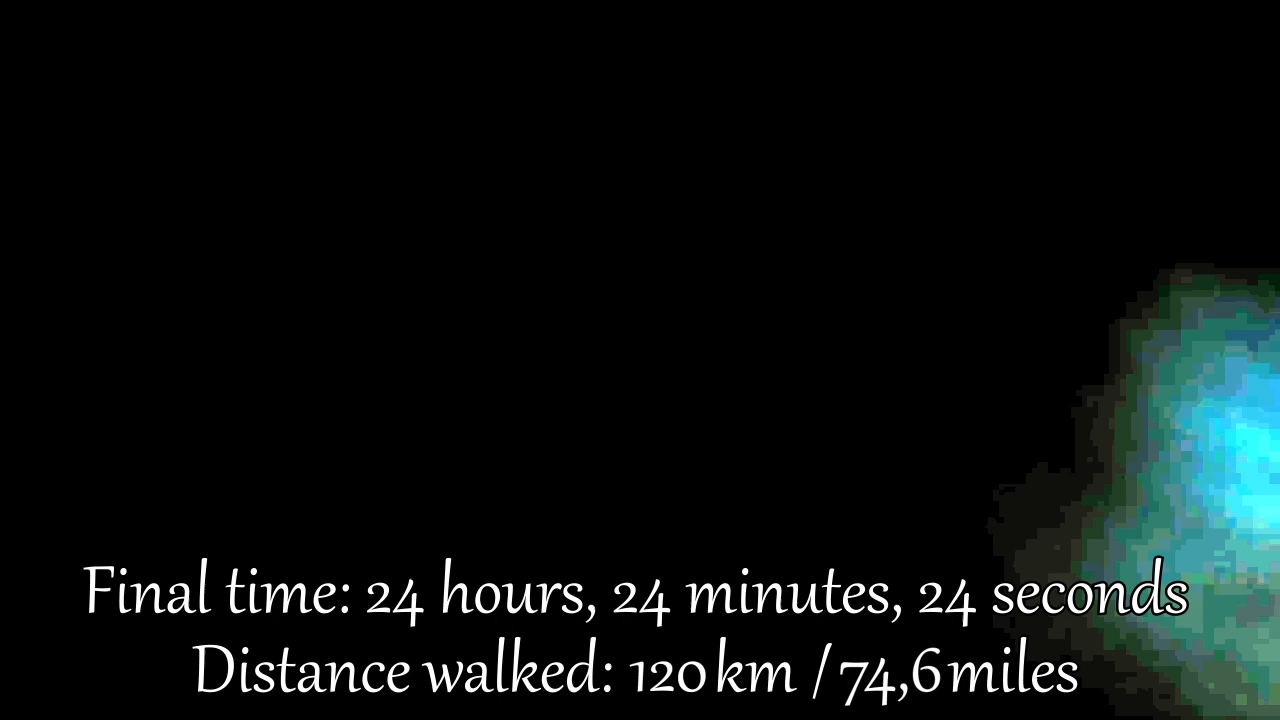 Final time: 24 hours, 24 minutes, 24 seconds
Distance walked: 120 km / 74,6 miles